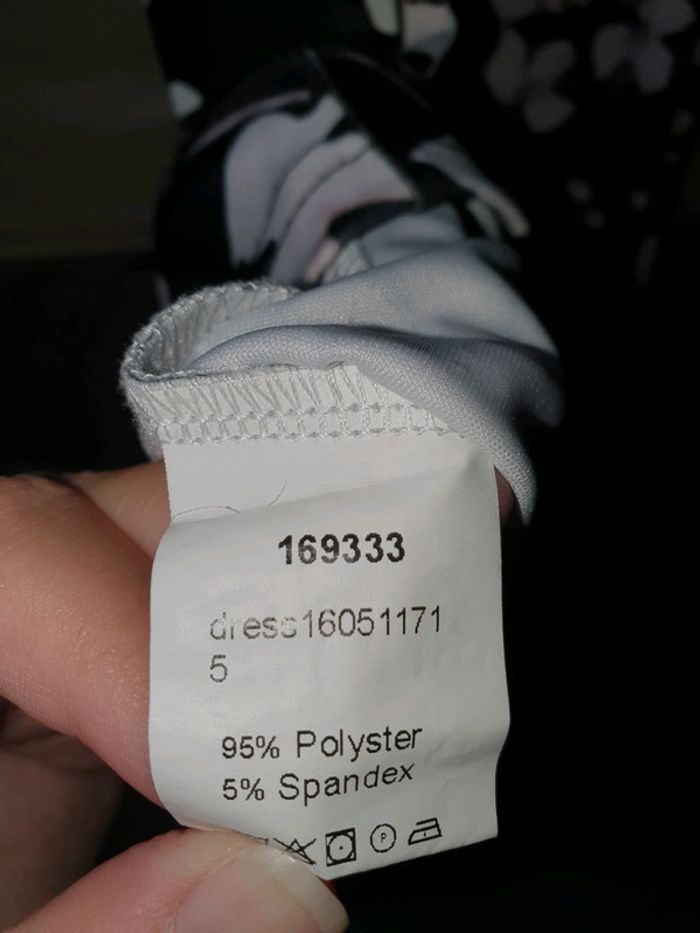 169333
dress16051171
5
95% Polyster
5% Spandex
P